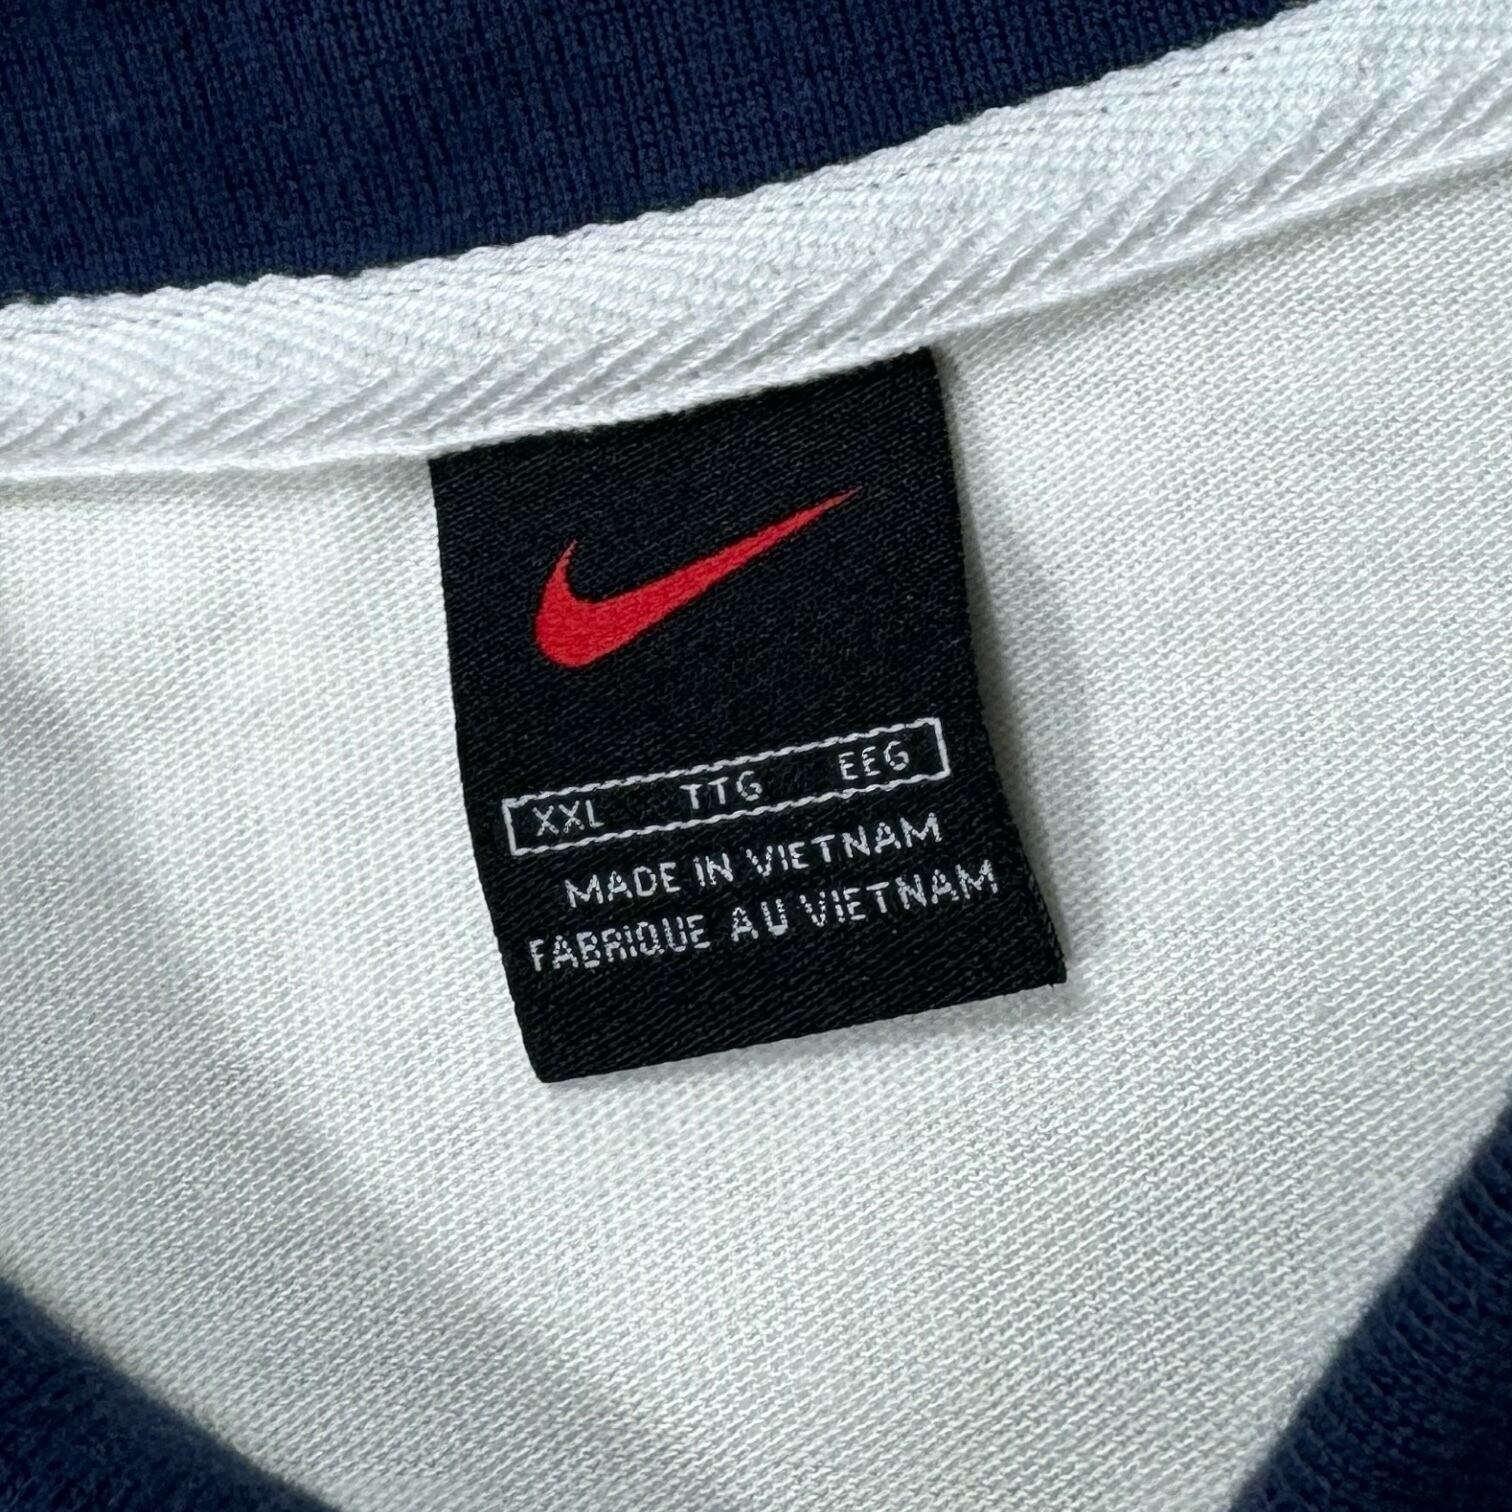 XXL TTG EEG
MADE IN VIETNAM
FABRIQUE AU VIETNAM